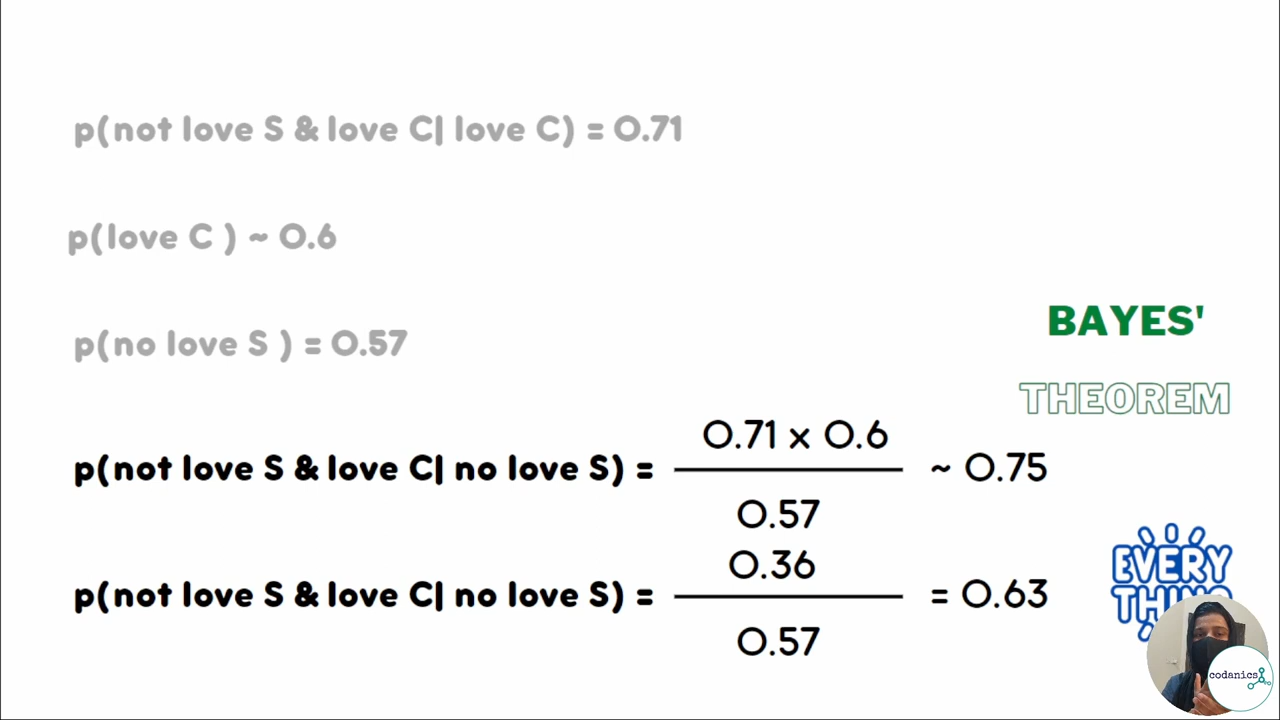 p(not love S & love C| love C) = 0.71
p(love C ) ~ 0.6
p(no love S ) = 0.57
BAYES'
THEOREM
p(not love S & love C| no love S) = 0.71 x 0.6
0.57
~ 0.75
p(not love S & love C| no love S) = 0.36
0.57
= 0.63
EVERY
THING
codanics